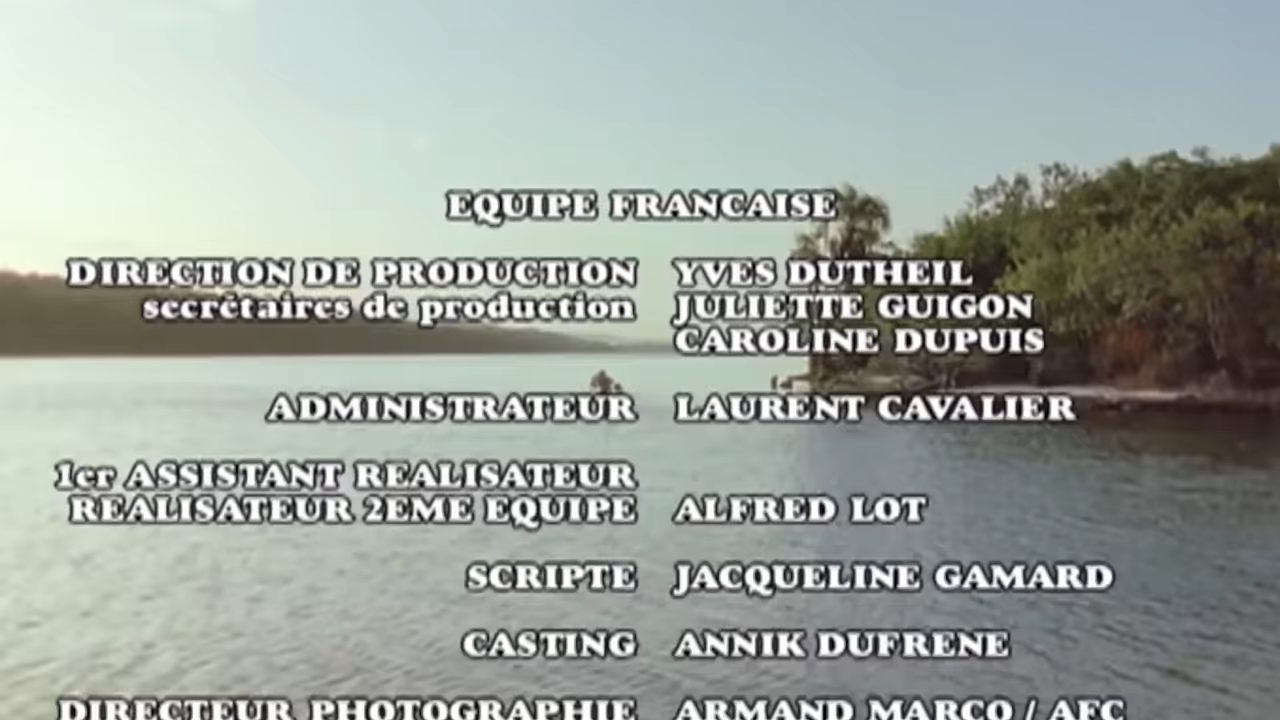 EQUIPE FRANCAISE
DIRECTION DE PRODUCTION YVES DUTHEIL
secrétaires de production JULIETTE GUIGON
CAROLINE DUPUIS
ADMINISTRATEUR LAURENT CAVALIER
1er ASSISTANT REALISATEUR
REALISATEUR 2EME EQUIPE ALFRED LOT
SCRIPTE JACQUELINE GAMARD
CASTING ANNIK DUFRENE
DIRECTEUR PHOTOGRAPHIE ARMAND MARCO / AFC